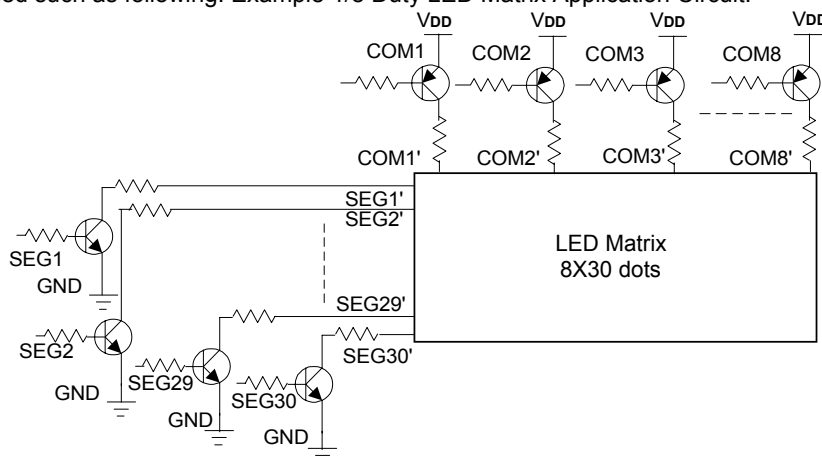 such as following. Example 1/8 Duty LED Matrix Application Circuit.
VDD VDD VDD VDD
COM1 COM2 COM3 COM8
COM1' COM2' COM3' COM8'
SEG1'
SEG2'
SEG1
LED Matrix
8X30 dots
GND
SEG29'
SEG2
SEG30'
SEG29
GND
SEG30
GND
GND